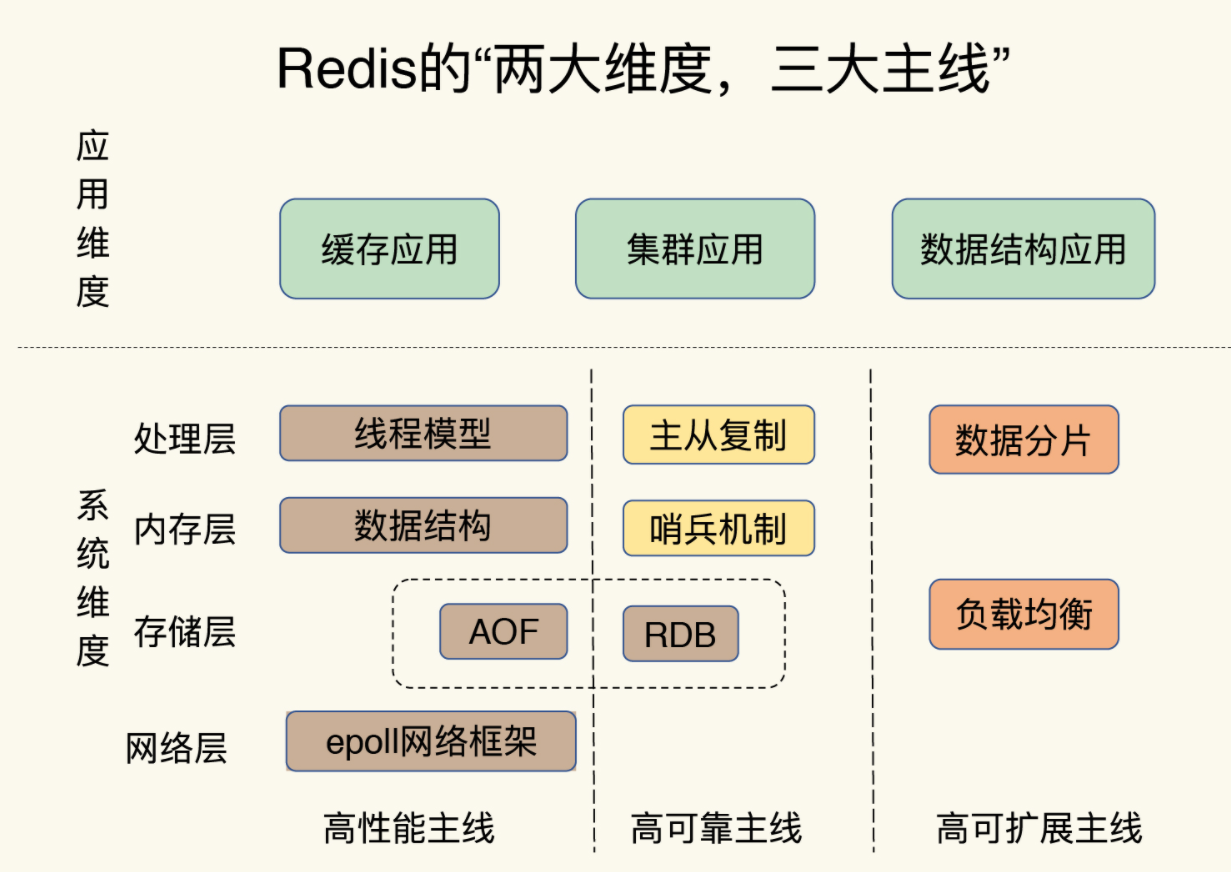 Redis的“两大维度，三大主线”
应用维度
缓存应用
集群应用
数据结构应用
系统维度
处理层
线程模型
主从复制
数据分片
内存层
数据结构
哨兵机制
存储层
AOF
RDB
负载均衡
网络层
epoll网络框架
高性能主线
高可靠主线
高可扩展主线